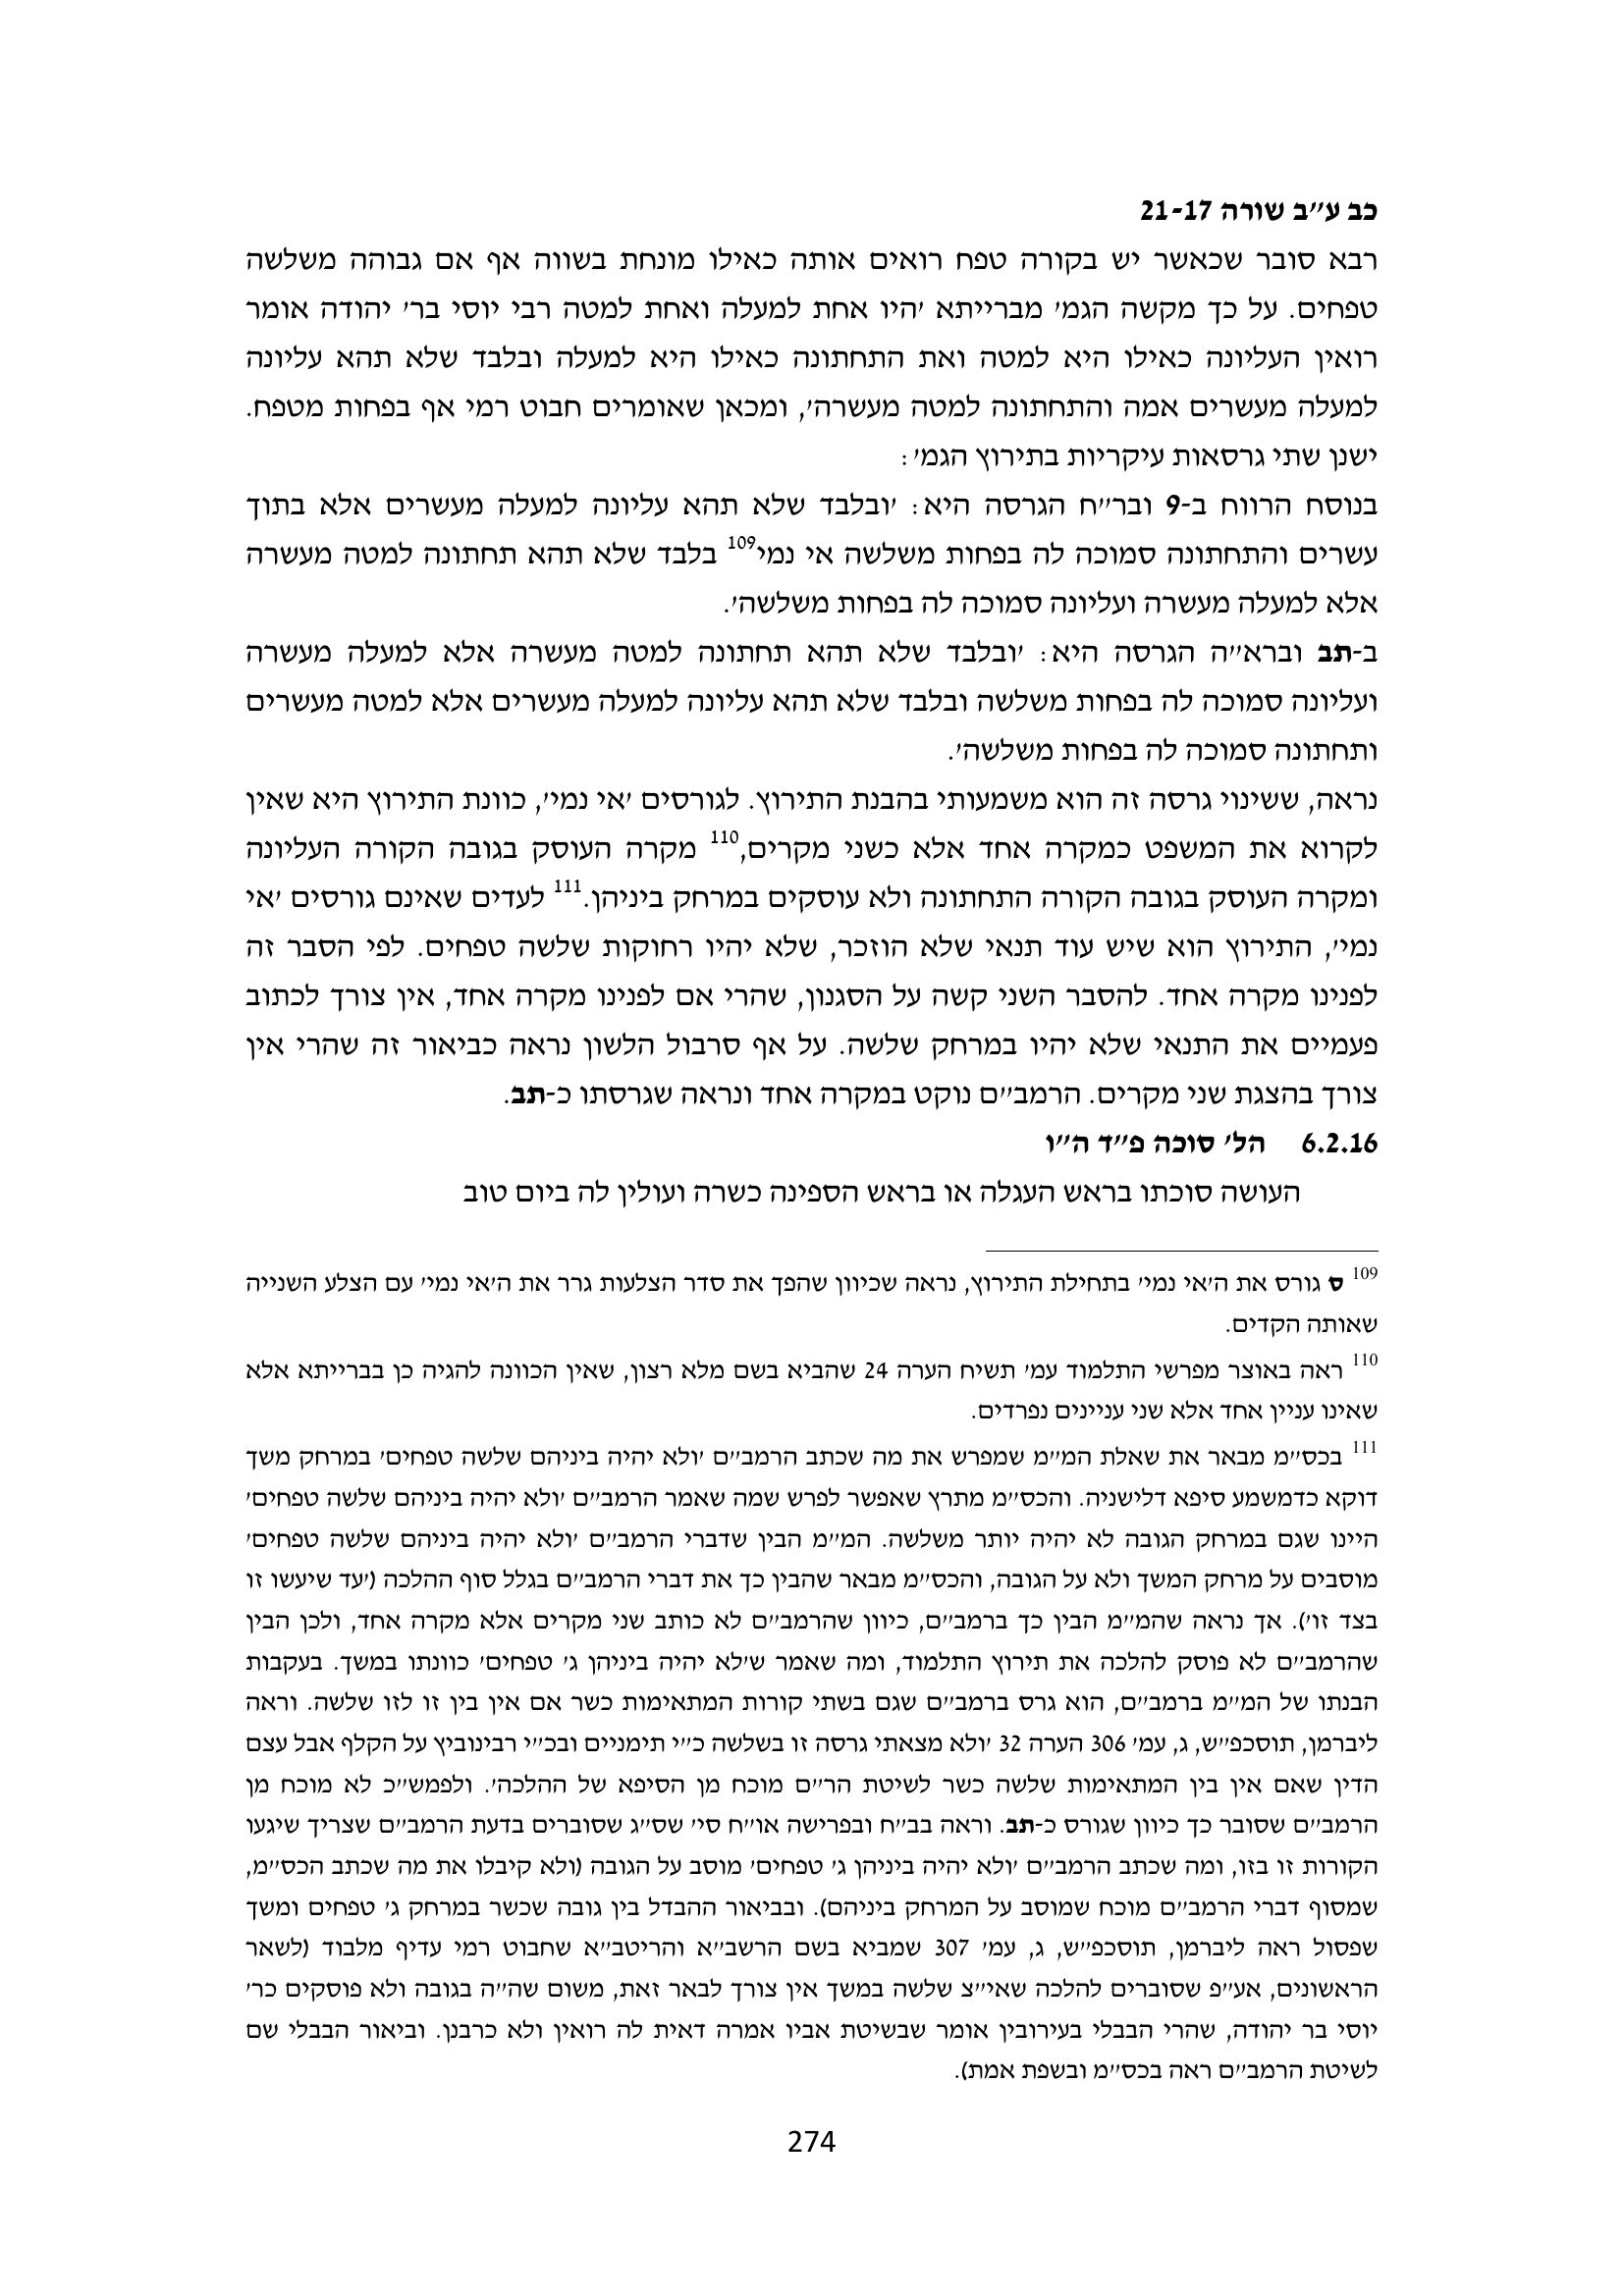 כב ע״ב שורה 21-17
רבא סובר שכאשר יש בקורה טפח רואים אותה כאילו מונחת בשווה אף אם גבוהה משלשה
טפחים. על כך מקשה הגמ׳ מברייתא ׳היו אחת למעלה ואחת למטה רבי יוסי בר׳ יהודה אומר
רואין העליונה כאילו היא למטה ואת התחתונה כאילו היא למעלה ובלבד שלא תהא עליונה
למעלה מעשרים אמה והתחתונה למטה מעשרה׳, ומכאן שאומרים חבוט רמי אף בפחות מטפח.
ישנן שתי גרסאות עיקריות בתירוץ הגמ׳:
בנוסח הרווח ב-9 ובר״ח הגרסה היא: ׳ובלבד שלא תהא עליונה למעלה מעשרים אלא בתוך
עשרים והתחתונה סמוכה לה בפחות משלשה אי נמי109 בלבד שלא תהא תחתונה למטה מעשרה
אלא למעלה מעשרה ועליונה סמוכה לה בפחות משלשה׳.
ב-תב וברא״ה הגרסה היא: ׳ובלבד שלא תהא תחתונה למטה מעשרה אלא למעלה מעשרה
ועליונה סמוכה לה בפחות משלשה ובלבד שלא תהא עליונה למעלה מעשרים אלא למטה מעשרים
ותחתונה סמוכה לה בפחות משלשה׳.
נראה, ששינוי גרסה זה הוא משמעותי בהבנת התירוץ. לגורסים ׳אי נמי׳, כוונת התירוץ היא שאין
לקרוא את המשפט כמקרה אחד אלא כשני מקרים,110 מקרה העוסק בגובה הקורה העליונה
ומקרה העוסק בגובה הקורה התחתונה ולא עוסקים במרחק ביניהן.111 לעדים שאינם גורסים ׳אי
נמי׳, התירוץ הוא שיש עוד תנאי שלא הוזכר, שלא יהיו רחוקות שלשה טפחים. לפי הסבר זה
לפנינו מקרה אחד. להסבר השני קשה על הסגנון, שהרי אם לפנינו מקרה אחד, אין צורך לכתוב
פעמיים את התנאי שלא יהיו במרחק שלשה. על אף סרבול הלשון נראה כביאור זה שהרי אין
צורך בהצגת שני מקרים. הרמב״ם נוקט במקרה אחד ונראה שגרסתו כ-תב.
6.2.16 הל׳ סוכה פ״ד ה״ו
העושה סוכתו בראש העגלה או בראש הספינה כשרה ועולין לה ביום טוב
109 ס גורס את ה׳אי נמי׳ בתחילת התירוץ, נראה שכיוון שהפך את סדר הצלעות גרר את ה׳אי נמי׳ עם הצלע השנייה
שאותה הקדים.
110 ראה באוצר מפרשי התלמוד עמ׳ תשיח הערה 24 שהביא בשם מלא רצון, שאין הכוונה להגיה כן בברייתא אלא
שאינו עניין אחד אלא שני עניינים נפרדים.
111 בכס״מ מבאר את שאלת המ״מ שמפרש את מה שכתב הרמב״ם ׳ולא יהיה ביניהם שלשה טפחים׳ במרחק משך
דוקא כדמשמע סיפא דלישניה. והכס״מ מתרץ שאפשר לפרש שמה שאמר הרמב״ם ׳ולא יהיה ביניהם שלשה טפחים׳
היינו שגם במרחק הגובה לא יהיה יותר משלשה. המ״מ הבין שדברי הרמב״ם ׳ולא יהיה ביניהם שלשה טפחים׳
מוסבים על מרחק המשך ולא על הגובה, והכס״מ מבאר שהבין כך את דברי הרמב״ם בגלל סוף ההלכה (׳עד שיעשו זו
בצד זו׳). אך נראה שהמ״מ הבין כך ברמב״ם, כיוון שהרמב״ם לא כותב שני מקרים אלא מקרה אחד, ולכן הבין
שהרמב״ם לא פוסק להלכה את תירוץ התלמוד, ומה שאמר ש׳לא יהיה ביניהן ג׳ טפחים׳ כוונתו במשך. בעקבות
הבנתו של המ״מ ברמב״ם, הוא גרס ברמב״ם שגם בשתי קורות המתאימות כשר אם אין בין זו לזו שלשה. וראה
ליברמן, תוסכפ״ש, ג, עמ׳ 306 הערה 32 ׳ולא מצאתי גרסה זו בשלשה כ״י תימניים ובכ״י רבינוביץ על הקלף אבל עצם
הדין שאם אין בין המתאימות שלשה כשר לשיטת הר״ם מוכח מן הסיפא של ההלכה׳. ולפמש״כ לא מוכח מן
הרמב״ם שסובר כך כיוון שגורס כ-תב. וראה בב״ח ובפרישה או״ח סי׳ שס״ג שסוברים בדעת הרמב״ם שצריך שיגעו
הקורות זו בזו, ומה שכתב הרמב״ם ׳ולא יהיה ביניהן ג׳ טפחים׳ מוסב על הגובה (ולא קיבלו את מה שכתב הכס״מ,
שמסוף דברי הרמב״ם מוכח שמוסב על המרחק ביניהם). ובביאור ההבדל בין גובה שכשר במרחק ג׳ טפחים ומשך
שפסול ראה ליברמן, תוסכפ״ש, ג, עמ׳ 307 שמביא בשם הרשב״א והריטב״א שחבוט רמי עדיף מלבוד (לשאר
הראשונים, אע״פ שסוברים להלכה שאי״צ שלשה במשך אין צורך לבאר זאת, משום שה״ה בגובה ולא פוסקים כר׳
יוסי בר יהודה, שהרי הבבלי בעירובין אומר שבשיטת אביו אמרה דאית לה רואין ולא כרבנן. וביאור הבבלי שם
לשיטת הרמב״ם ראה בכס״מ ובשפת אמת).
274